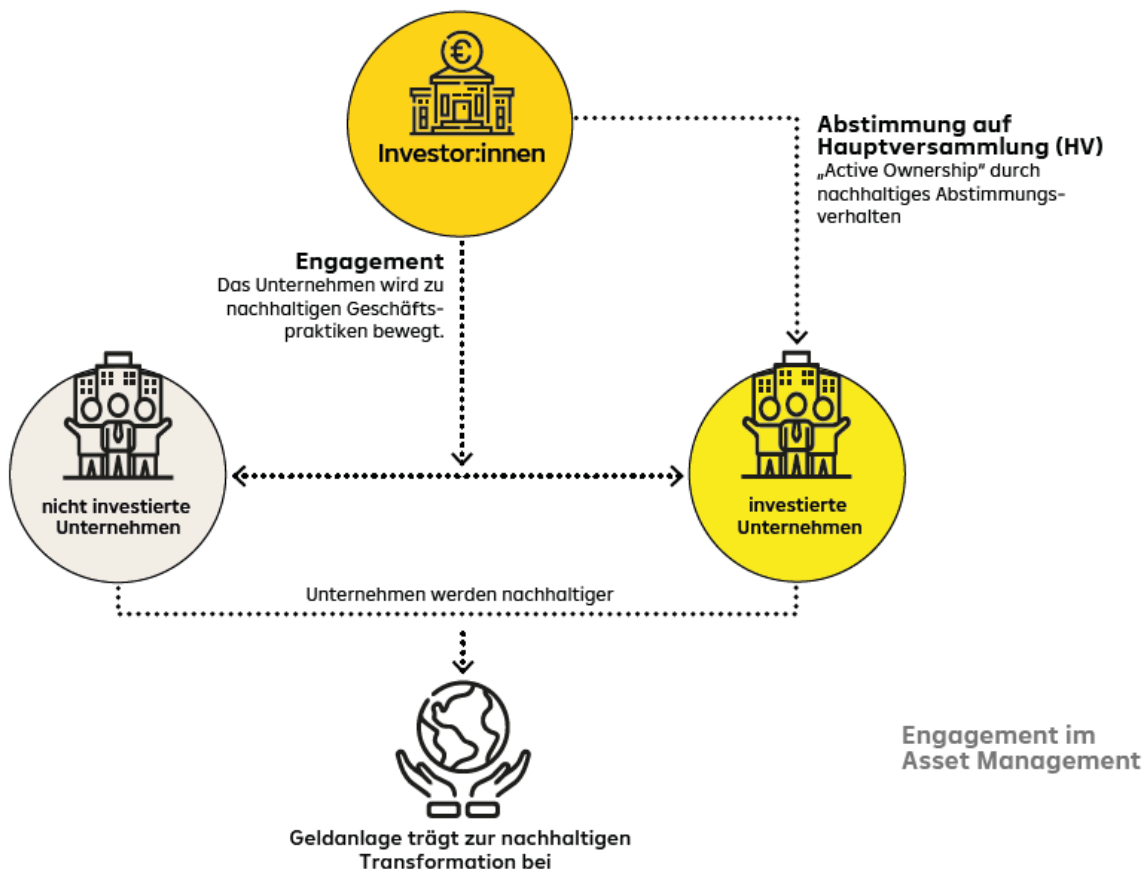 €
Investor:innen
Abstimmung auf
Hauptversammlung (HV)
„Active Ownership“ durch
nachhaltiges Abstimmungs-
verhalten
Engagement
Das Unternehmen wird zu
nachhaltigen Geschäfts-
praktiken bewegt.
nicht investierte
Unternehmen
investierte
Unternehmen
Unternehmen werden nachhaltiger
Engagement im
Asset Management
Geldanlage trägt zur nachhaltigen
Transformation bei